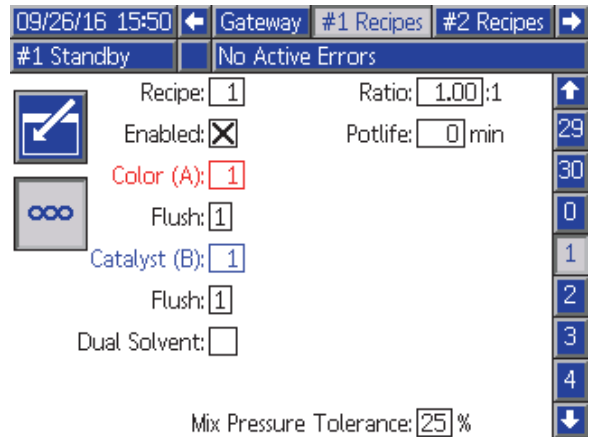 09/26/16 15:50 Gateway #1 Recipes #2 Recipes
#1 Standby No Active Errors
Recipe: 1 Ratio: 1.00 :1
Enabled: Potlife: 0 min
Color (A): 1
Flush: 1
Catalyst (B): 1
Flush: 1
Dual Solvent:
Mix Pressure Tolerance: 25 %
29
30
0
1
2
3
4